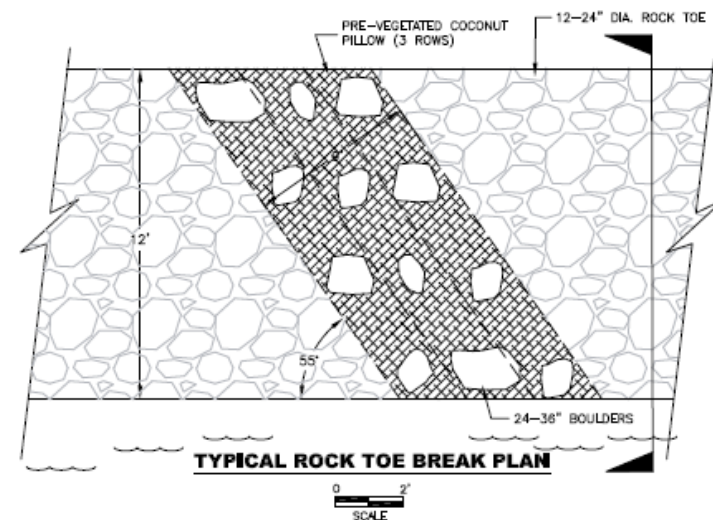 PRE-VEGETATED COCONUT
PILLOW (3 ROWS)
12-24" DIA. ROCK TOE
12'
55°
24-36" BOULDERS
TYPICAL ROCK TOE BREAK PLAN
0 2'
SCALE